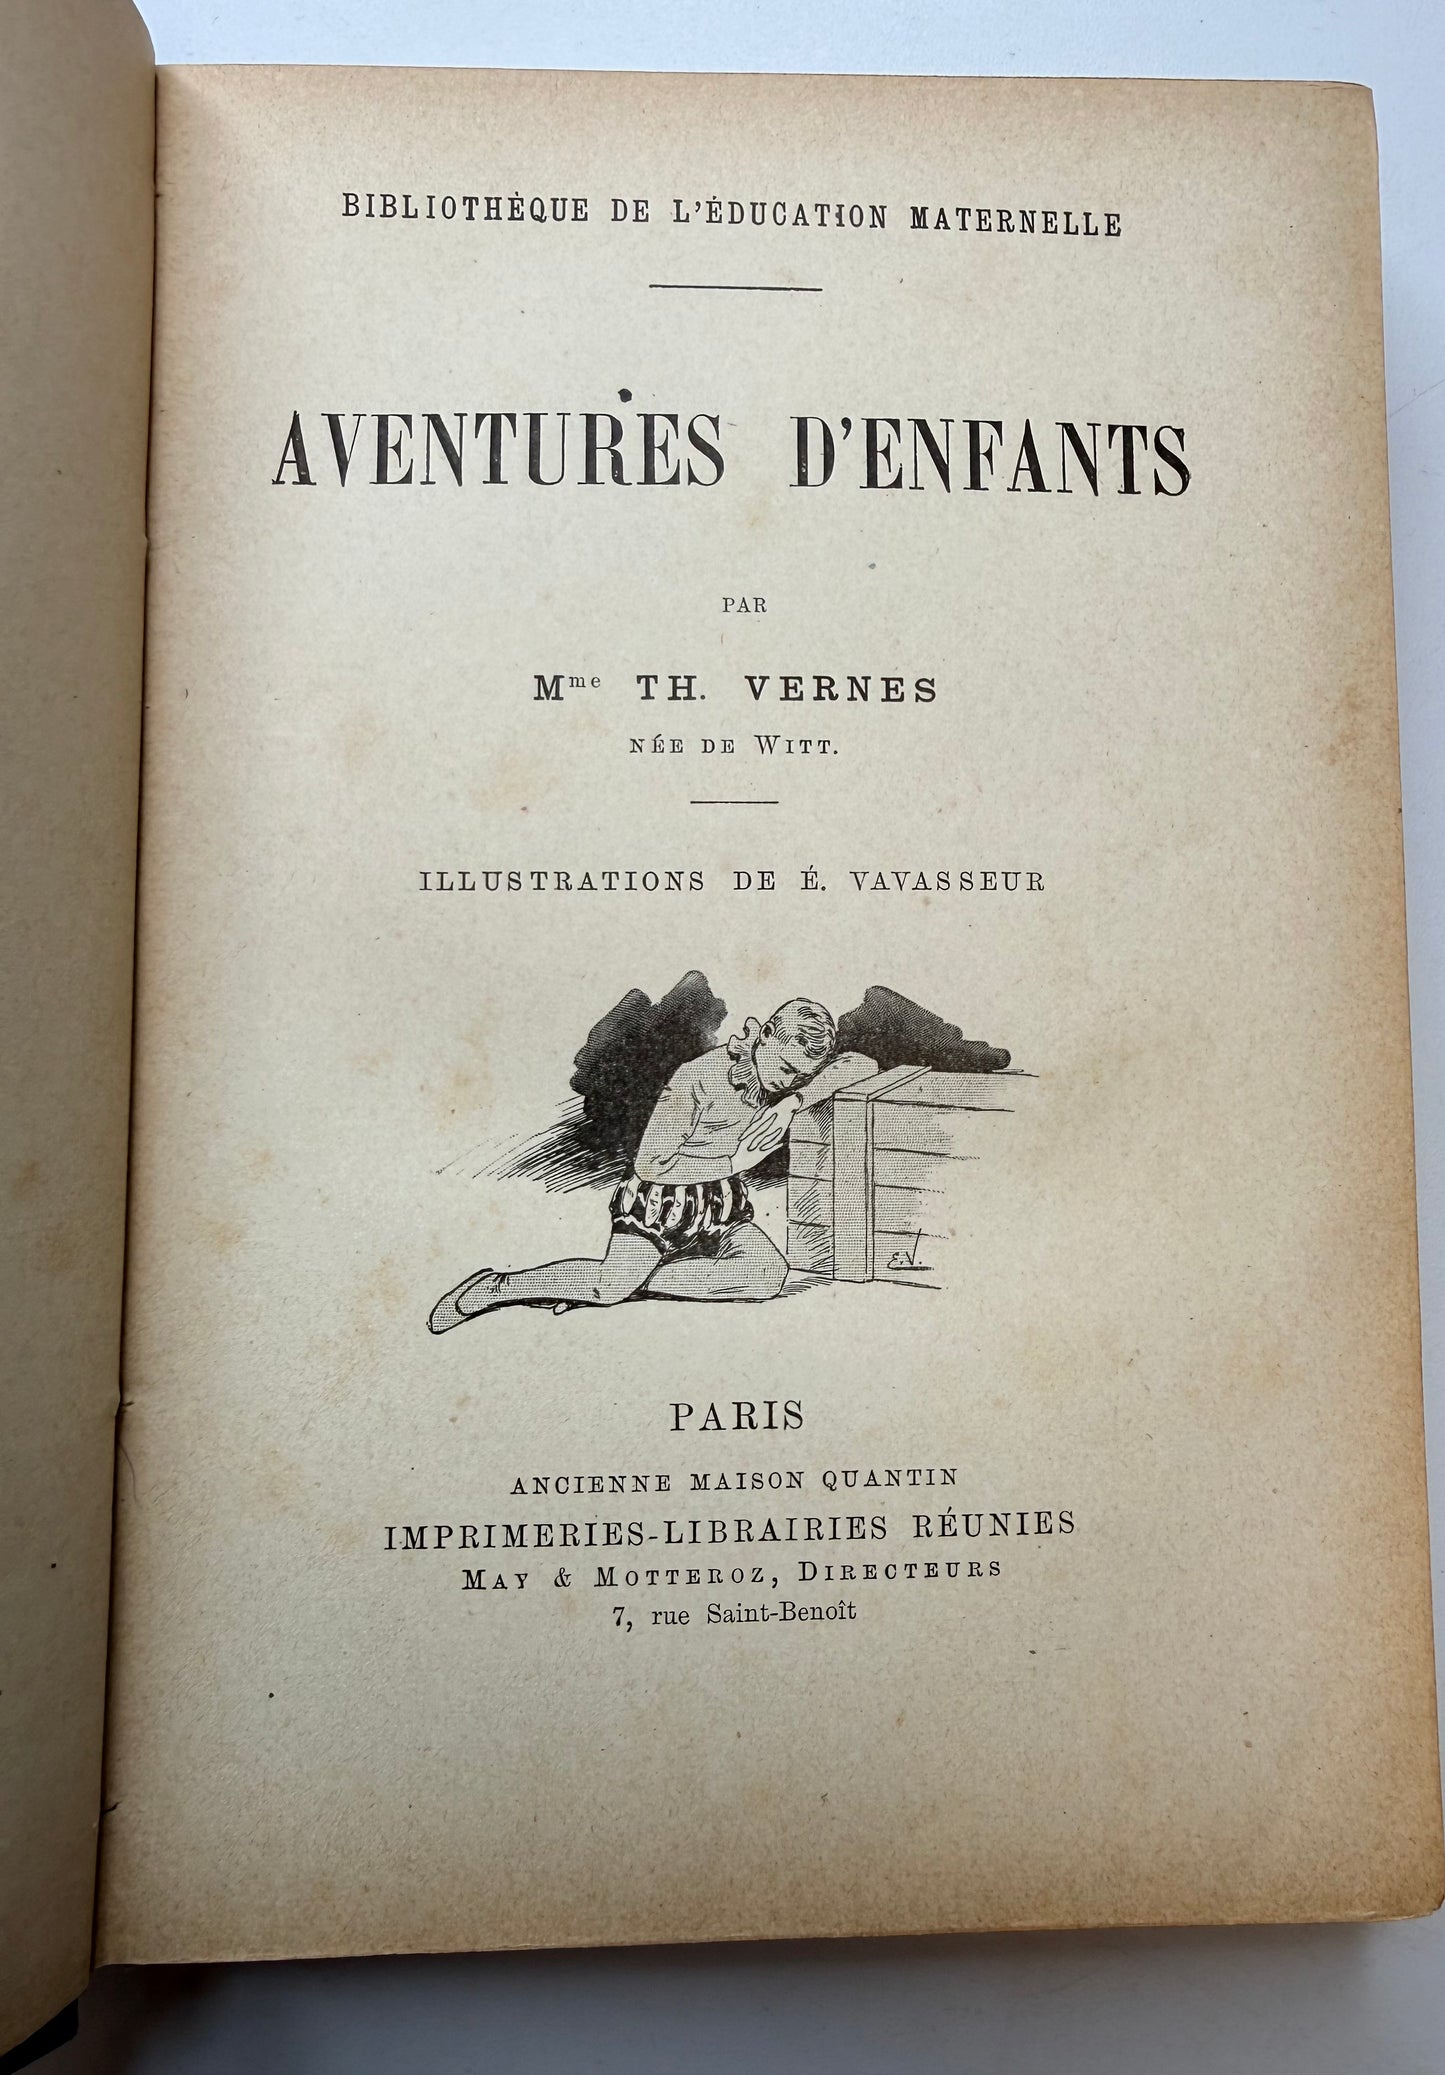 BIBLIOTHÈQUE DE L'ÉDUCATION MATERNELLE
AVENTURES D'ENFANTS
PAR
Mme TH. VERNES
NÉE DE WITT.
ILLUSTRATIONS DE É. VAVASSEUR
E.V.
PARIS
ANCIENNE MAISON QUANTIN
IMPRIMERIES-LIBRAIRIES RÉUNIES
MAY & MOTTEROZ, DIRECTEURS
7, rue Saint-Benoît